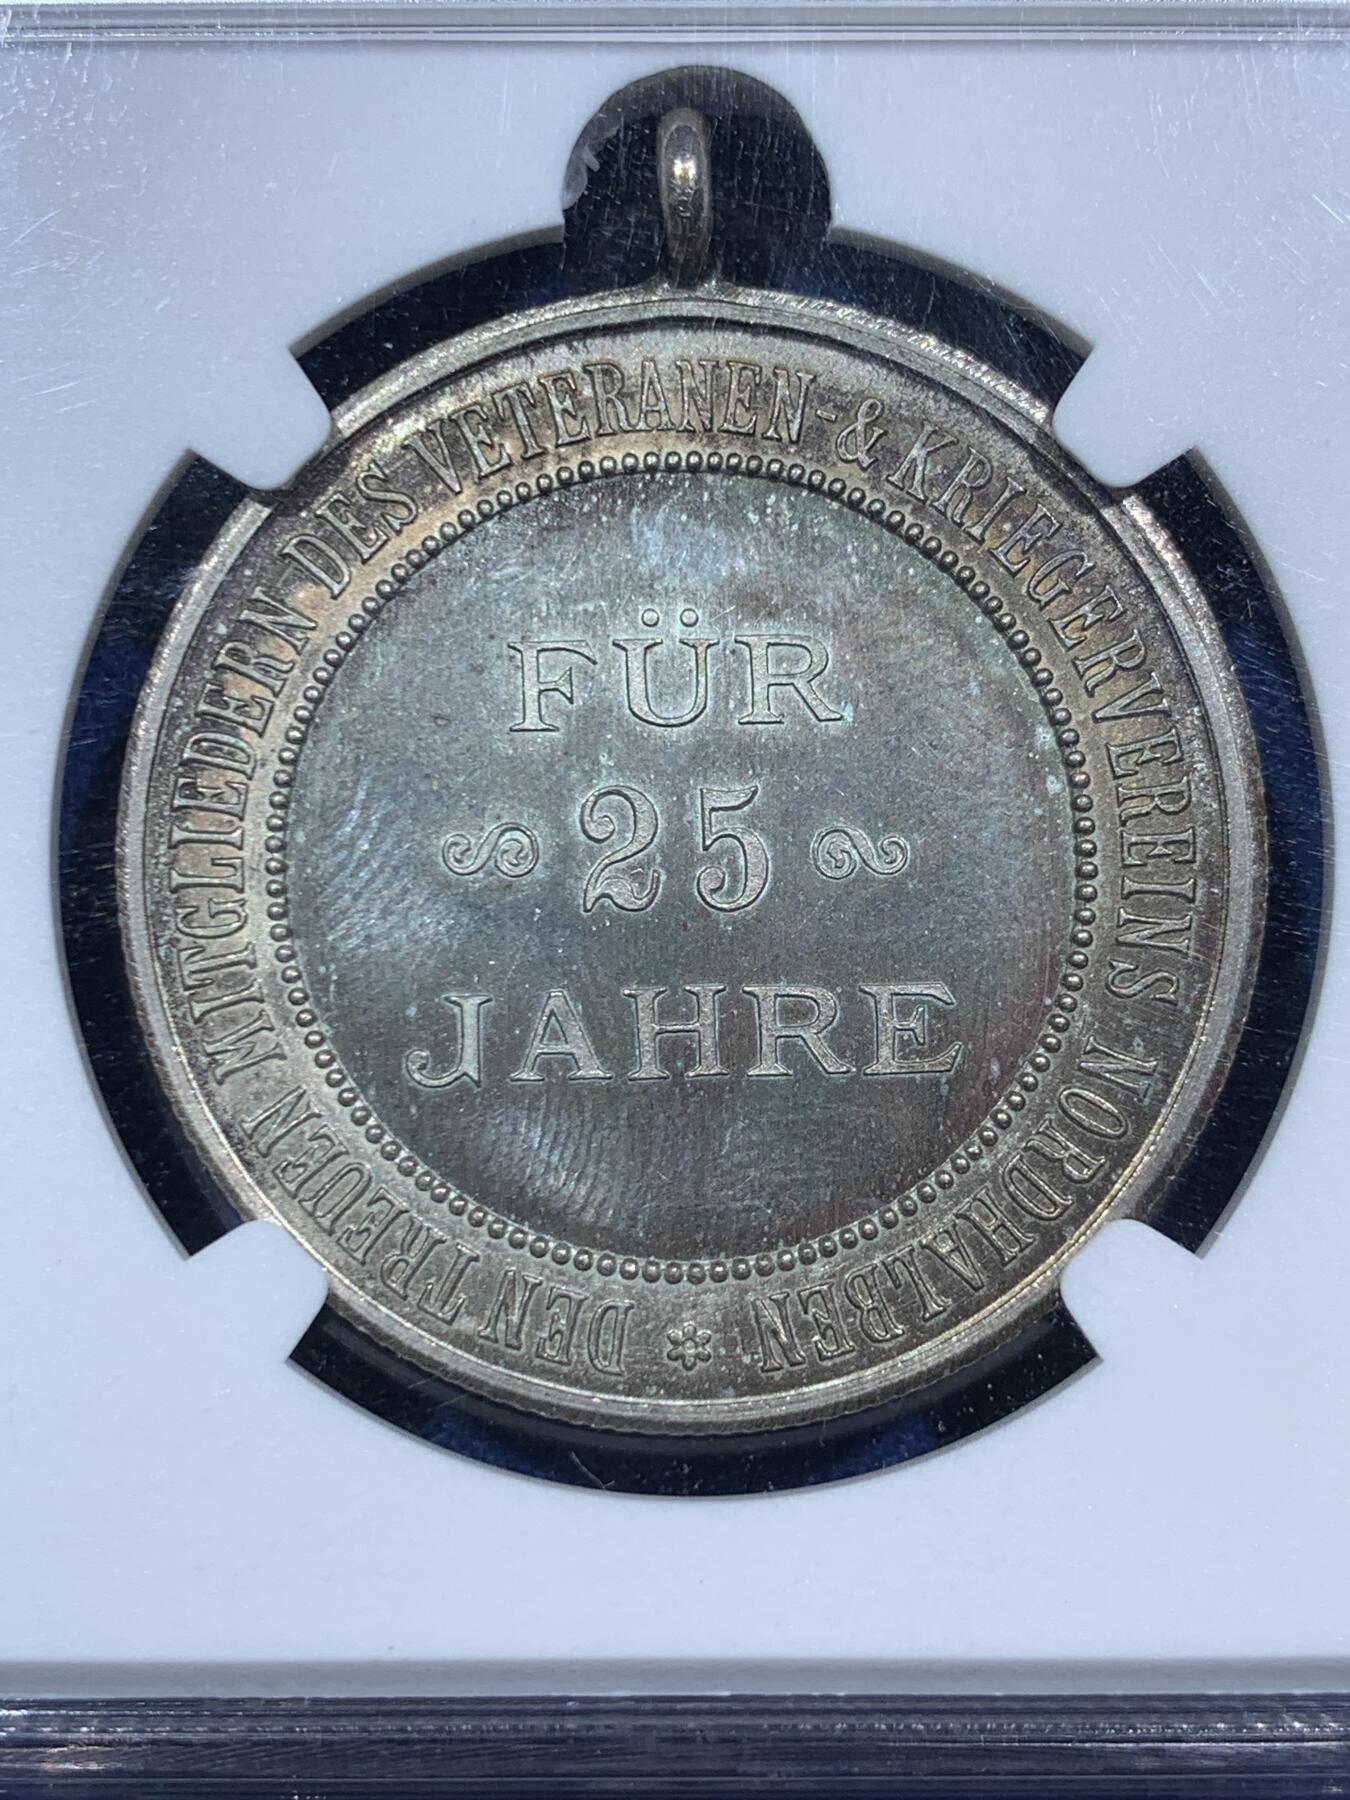 DEN TREUEN MITGLIEDERN DES VETERANEN-& KRIEGERVEREINS NORDHALBEN
FÜR
25
JAHRE